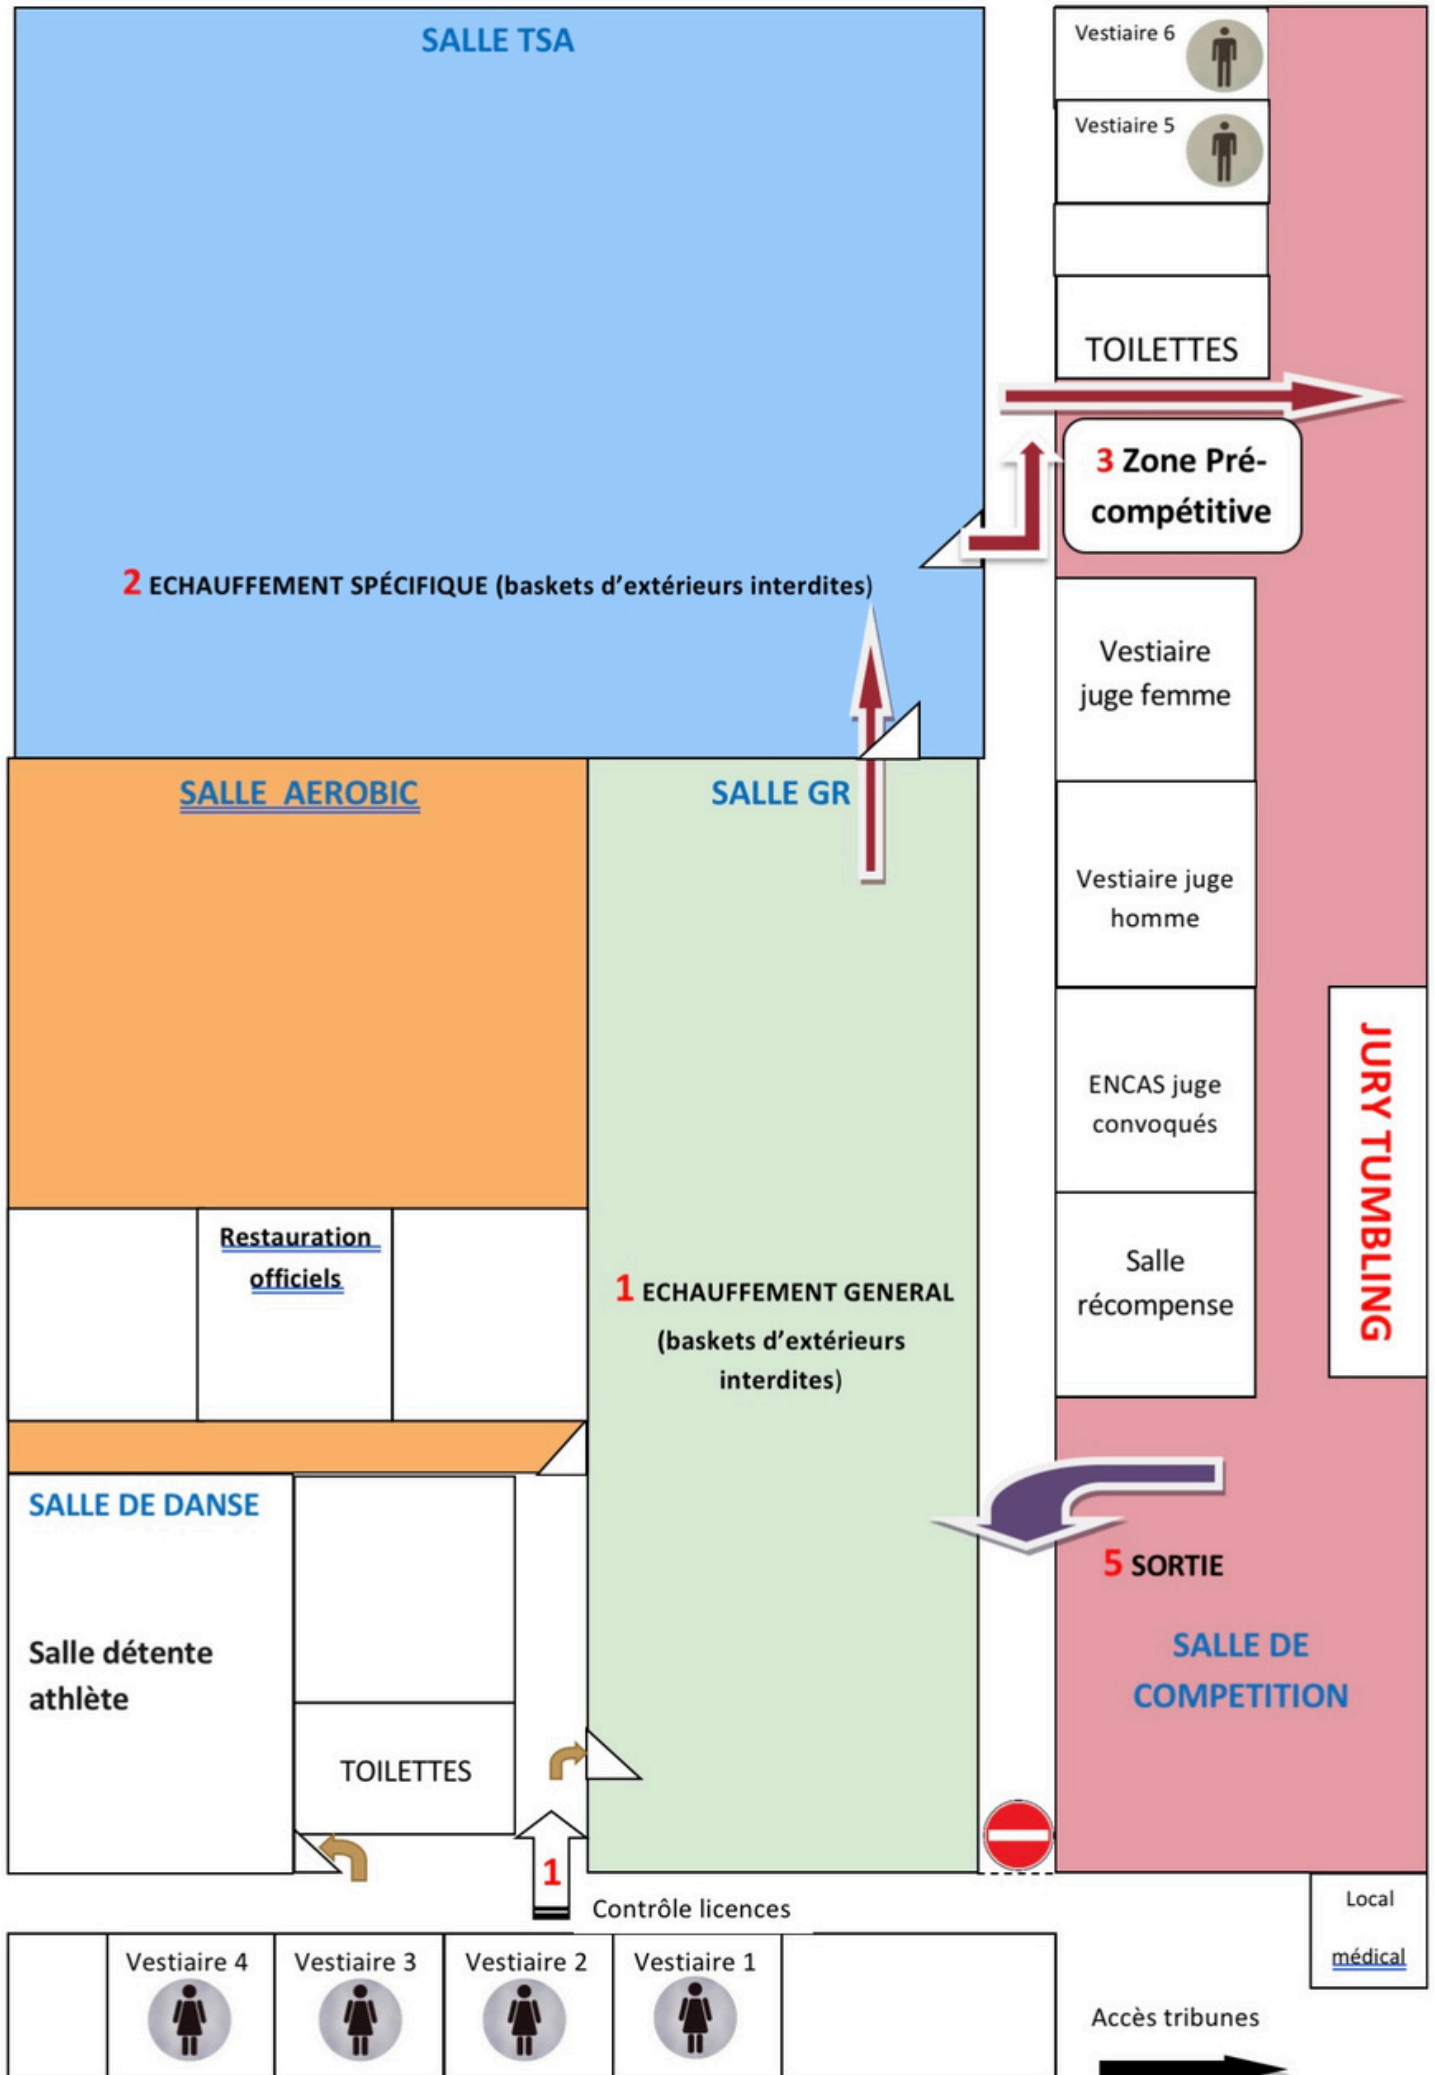 SALLE TSA
2 ECHAUFFEMENT SPÉCIFIQUE (baskets d’extérieurs interdites)
Vestiaire 6
Vestiaire 5
TOILETTES
3 Zone Pré-
compétitive
Vestiaire
juge femme
Vestiaire juge
homme
ENCAS juge
convoqués
Salle
récompense
JURY TUMBLING
SALLE AEROBIC
SALLE GR
Restauration
officiels
1 ECHAUFFEMENT GENERAL
(baskets d’extérieurs
interdites)
SALLE DE DANSE
Salle détente
athlète
TOILETTES
5 SORTIE
SALLE DE
COMPETITION
1
Contrôle licences
Local
médical
Vestiaire 4
Vestiaire 3
Vestiaire 2
Vestiaire 1
Accès tribunes